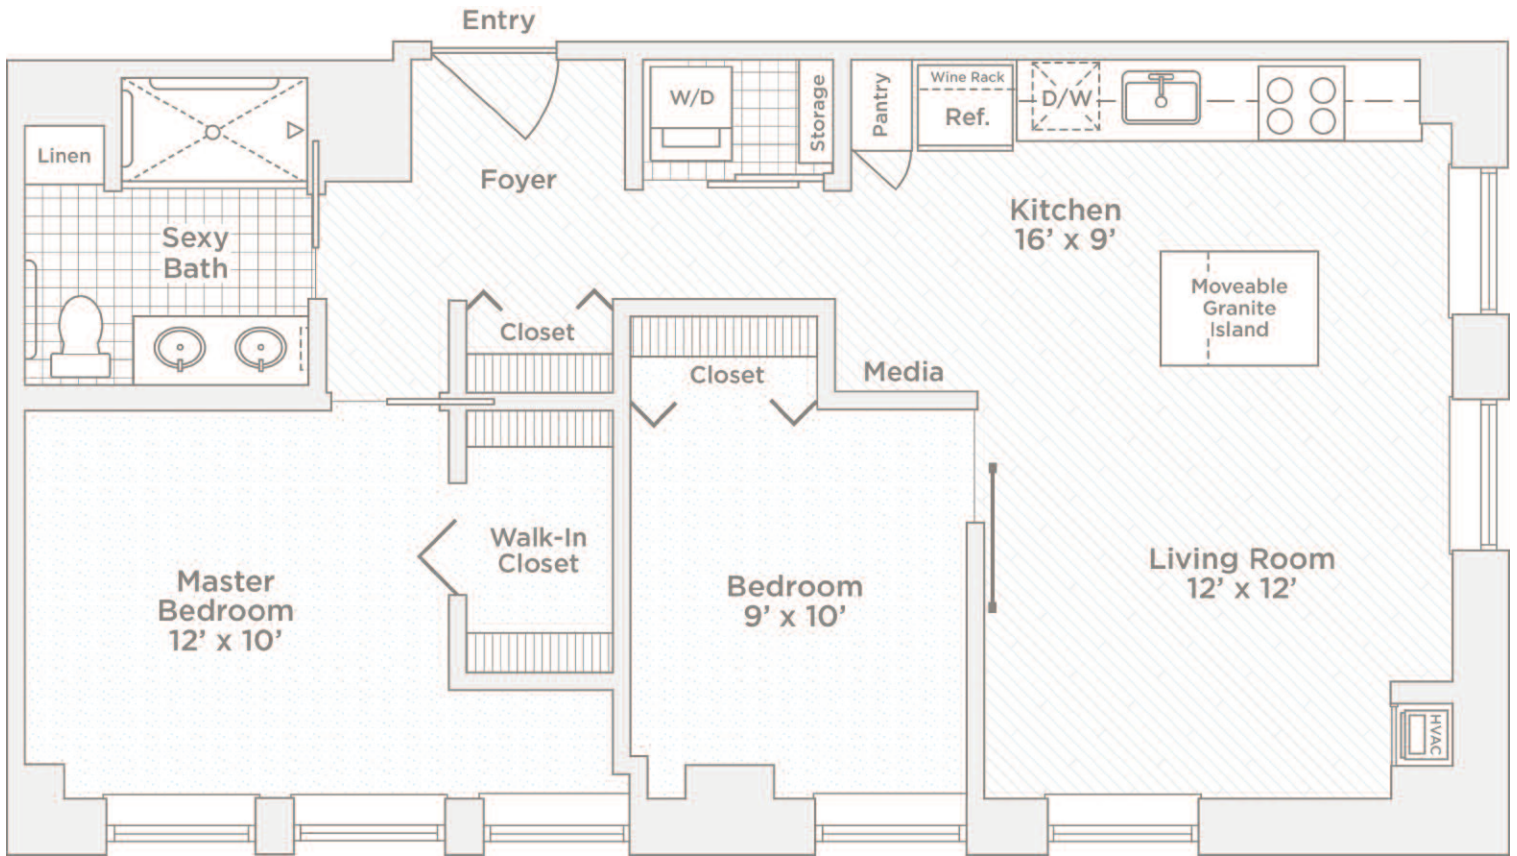 Entry
W/D
Storage
Pantry
Wine Rack
Ref.
D/W
Linen
Foyer
Kitchen
16’ x 9’
Sexy
Bath
Moveable
Granite
Island
Closet
Closet
Media
Walk-In
Closet
Living Room
12’ x 12’
Master
Bedroom
12’ x 10’
Bedroom
9’ x 10’
HVAC